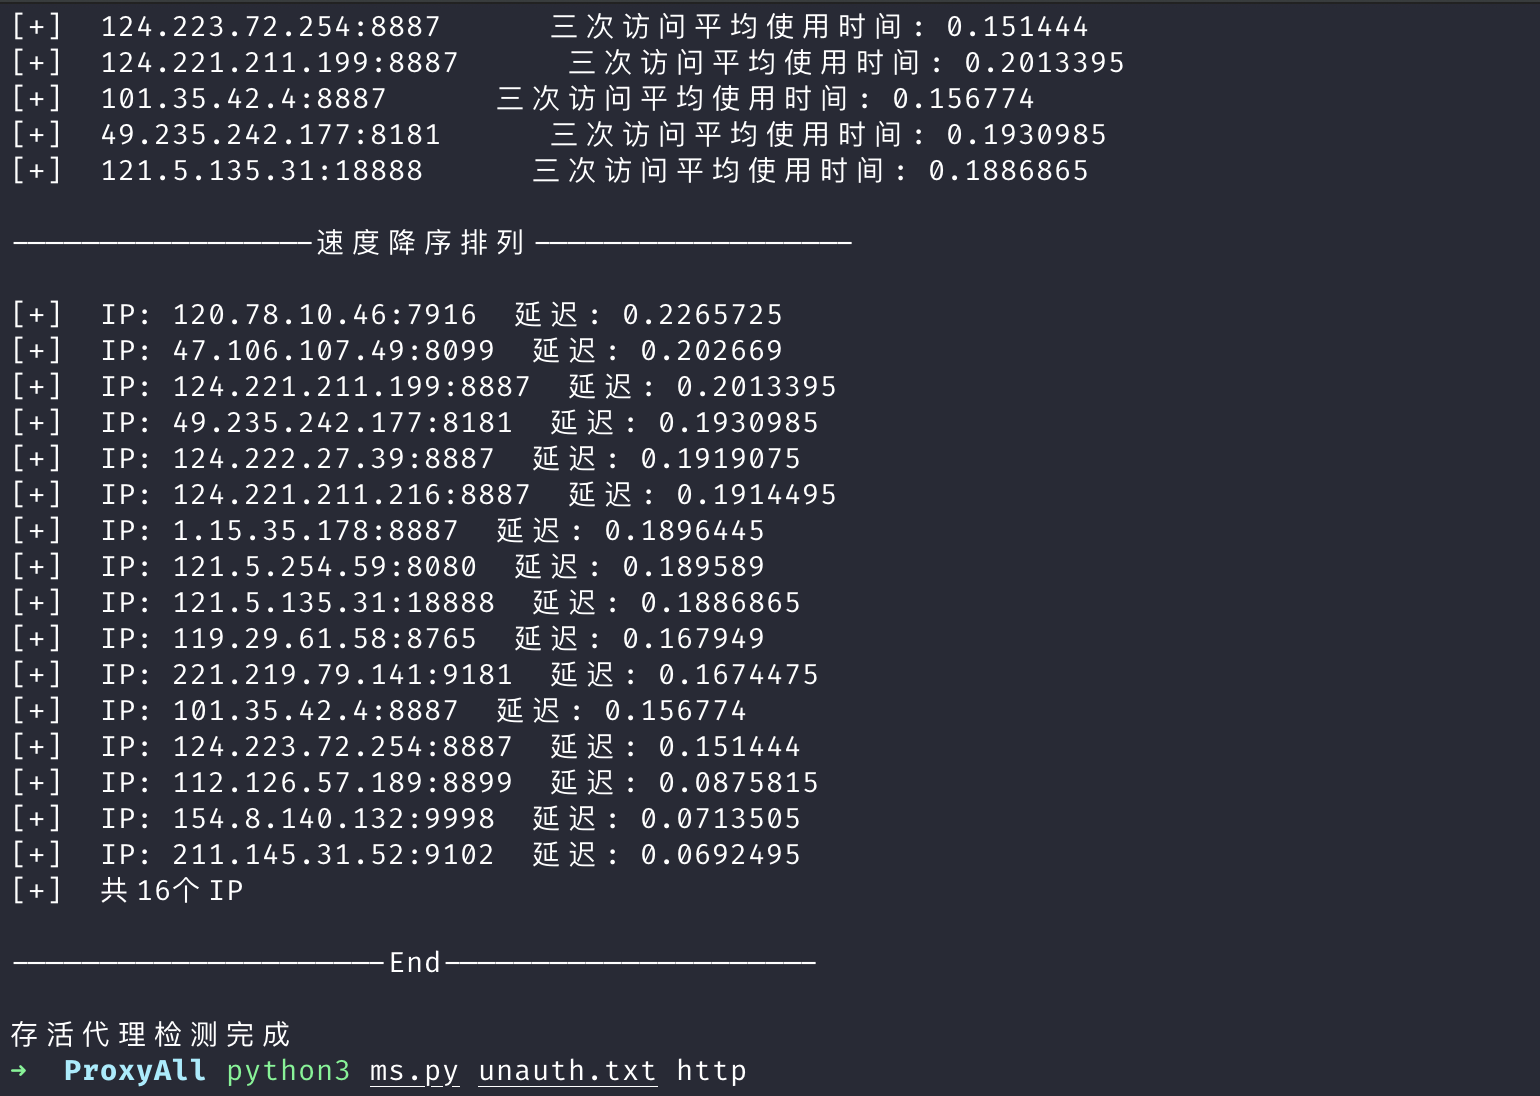 [+]  124.223.72.254:8887      三次访问平均使用时间: 0.151444
[+]  124.221.211.199:8887      三次访问平均使用时间: 0.2013395
[+]  101.35.42.4:8887      三次访问平均使用时间: 0.156774
[+]  49.235.242.177:8181      三次访问平均使用时间: 0.1930985
[+]  121.5.135.31:18888      三次访问平均使用时间: 0.1886865
—————————————————速度降序排列——————————————————
[+]  IP: 120.78.10.46:7916  延迟: 0.2265725
[+]  IP: 47.106.107.49:8099  延迟: 0.202669
[+]  IP: 124.221.211.199:8887  延迟: 0.2013395
[+]  IP: 49.235.242.177:8181  延迟: 0.1930985
[+]  IP: 124.222.27.39:8887  延迟: 0.1919075
[+]  IP: 124.221.211.216:8887  延迟: 0.1914495
[+]  IP: 1.15.35.178:8887  延迟: 0.1896445
[+]  IP: 121.5.254.59:8080  延迟: 0.189589
[+]  IP: 121.5.135.31:18888  延迟: 0.1886865
[+]  IP: 119.29.61.58:8765  延迟: 0.167949
[+]  IP: 221.219.79.141:9181  延迟: 0.1674475
[+]  IP: 101.35.42.4:8887  延迟: 0.156774
[+]  IP: 124.223.72.254:8887  延迟: 0.151444
[+]  IP: 112.126.57.189:8899  延迟: 0.0875815
[+]  IP: 154.8.140.132:9998  延迟: 0.0713505
[+]  IP: 211.145.31.52:9102  延迟: 0.0692495
[+]  共16个IP
—————————————————————End—————————————————————
存活代理检测完成
➜  ProxyAll python3 ms.py unauth.txt http